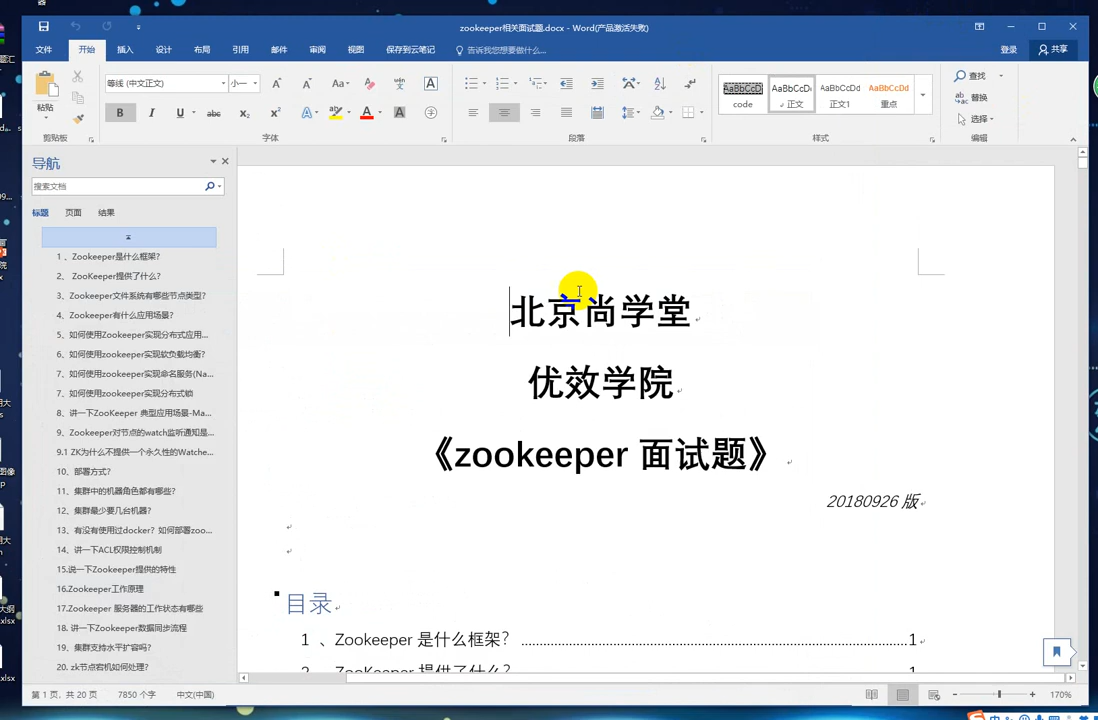 zookeeper相关面试题.docx - Word(产品激活失败)
文件 开始 插入 设计 布局 引用 邮件 审阅 视图 保存到云笔记 告诉我您想要做什么... 登录 共享
粘贴
剪贴板
等线 (中文正文) 小一
字体
段落
AaBbCcDd AaBbCcDc AaBbCcDd AaBbCcDd
code 正文 正文1 重点
样式
查找
替换
选择
编辑
导航
搜索文档
标题 页面 结果
1 、Zookeeper是什么框架?
2、 ZooKeeper提供了什么?
3、Zookeeper文件系统有哪些节点类型?
4、Zookeeper有什么应用场景?
5、如何使用Zookeeper实现分布式应用...
6、如何使用zookeeper实现软负载均衡?
7、如何使用zookeeper实现命名服务(Na...
7、如何使用zookeeper实现分布式锁
8、讲一下ZooKeeper 典型应用场景-Ma...
9、Zookeeper对节点的watch监听通知是...
9.1 ZK为什么不提供一个永久性的Watche...
10、部署方式?
11、集群中的机器角色都有哪些?
12、集群最少要几台机器?
13、有没有使用过docker? 如何部署zoo...
14、讲一下ACL权限控制机制
15.说一下Zookeeper提供的特性
16.Zookeeper工作原理
17.Zookeeper 服务器的工作状态有哪些
18. 讲一下Zookeeper数据同步流程
19、集群支持水平扩容吗?
20. zk节点宕机如何处理?
北京尚学堂
优效学院
《zookeeper 面试题》
20180926 版
目录
1 、Zookeeper 是什么框架? ........................................ 1
2、 ZooKeeper 提供了什么? ........................................ 1
第 1 页，共 20 页 7850 个字 中文(中国) 170%